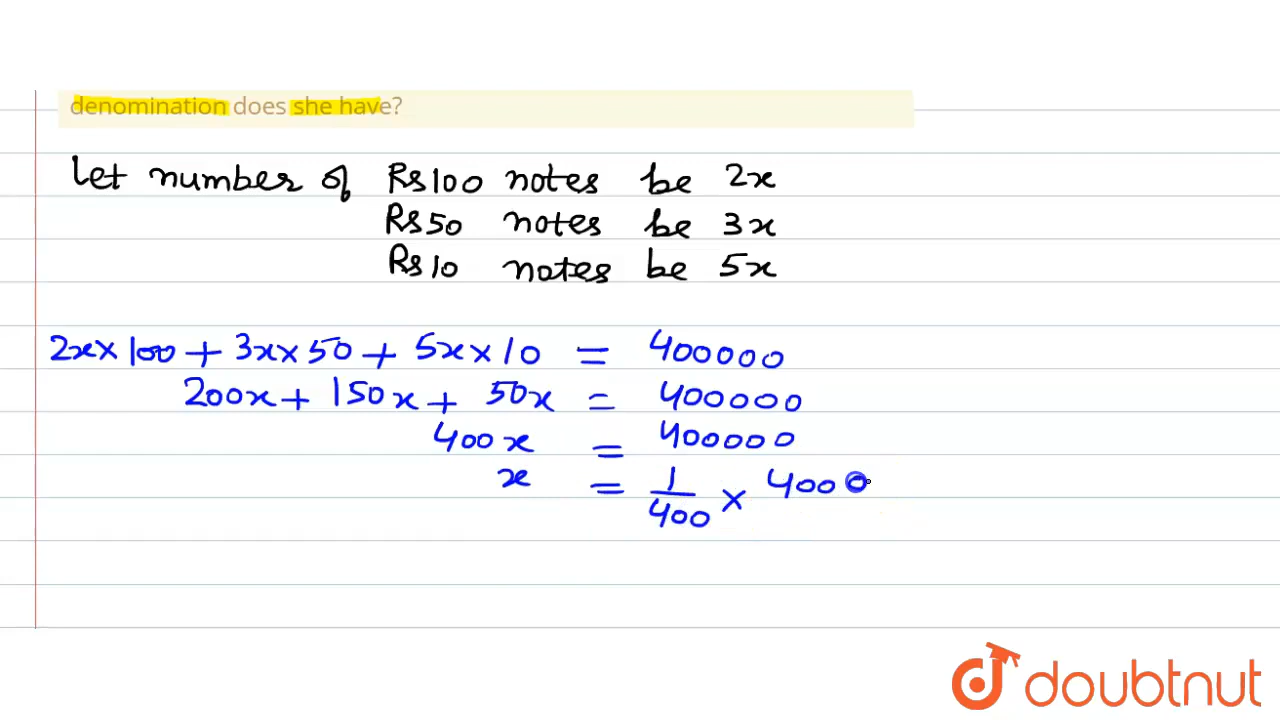 denomination does she have?
Let number of Rs100 notes be 2x
Rs50 notes be 3x
Rs10 notes be 5x
2x×100 + 3x×50 + 5x×10 = 400000
200x + 150x + 50x = 400000
400x = 400000
x = 1/400 × 4000
doubtnut